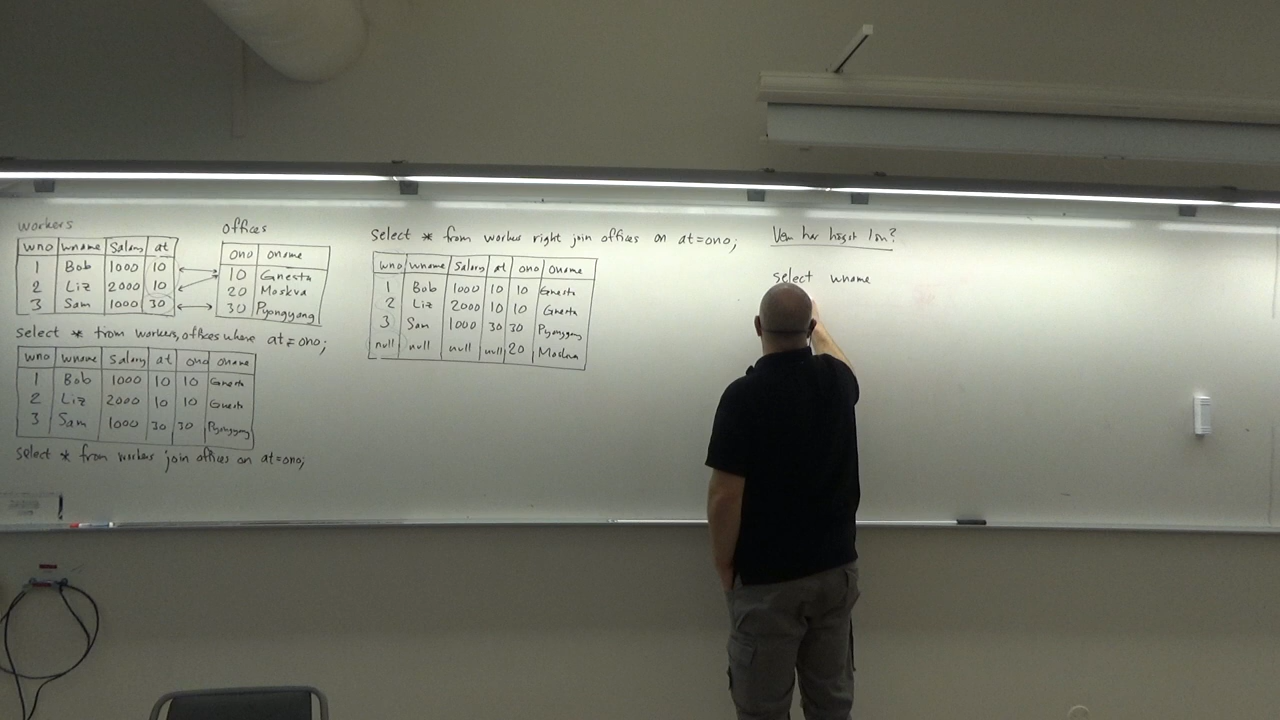 workers
wno wname Salary at
1 Bob 1000 10
2 Liz 2000 10
3 Sam 1000 30
offices
ono oname
10 Gnesta
20 Moskva
30 Pyongyang
select * from workers, offices where at = ono;
wno wname Salary at ono oname
1 Bob 1000 10 10 Gnesta
2 Liz 2000 10 10 Gnesta
3 Sam 1000 30 30 Pyongyang
select * from workers join offices on at=ono;
select * from workers right join offices on at=ono;
wno wname Salary at ono oname
1 Bob 1000 10 10 Gnesta
2 Liz 2000 10 10 Gnesta
3 Sam 1000 30 30 Pyongyang
null null null null 20 Moskva
Vem har högst lön?
select wname